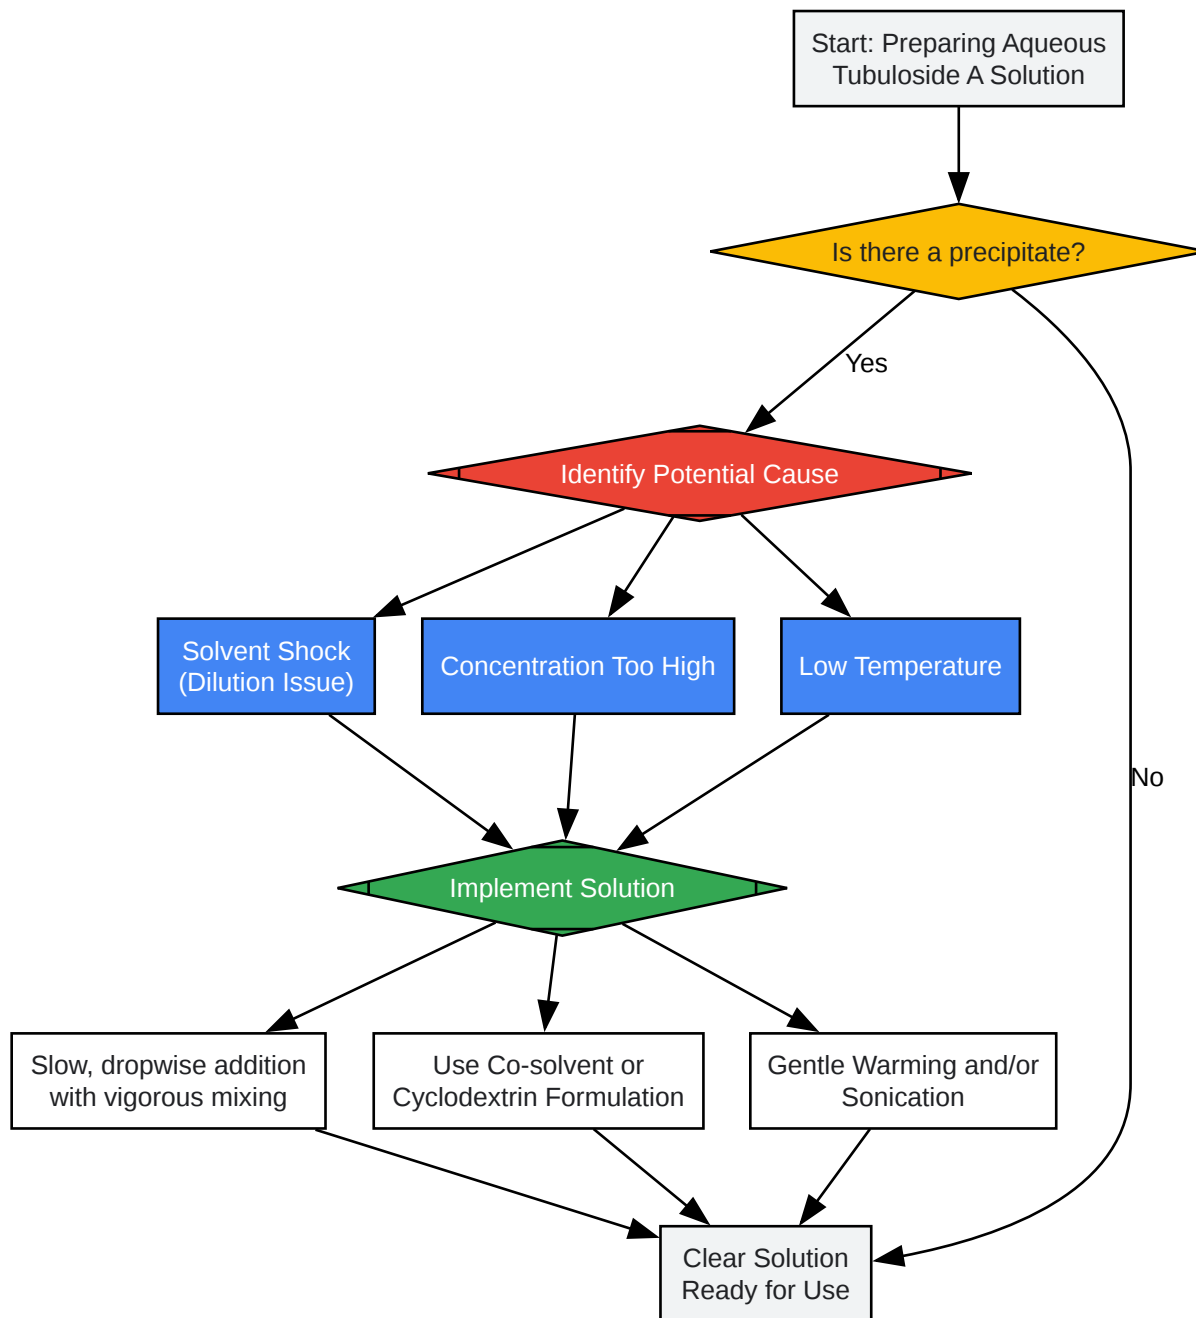 Start: Preparing Aqueous
Tubuloside A Solution
Is there a precipitate?
Yes
Identify Potential Cause
Solvent Shock
(Dilution Issue)
Concentration Too High
Low Temperature
No
Implement Solution
Slow, dropwise addition
with vigorous mixing
Use Co-solvent or
Cyclodextrin Formulation
Gentle Warming and/or
Sonication
Clear Solution
Ready for Use